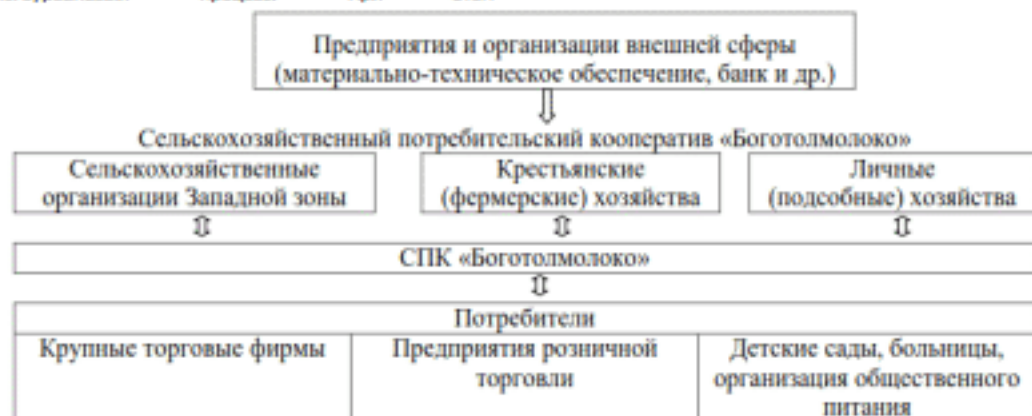 Предприятия и организации внешней сферы
(материально-техническое обеспечение, банк и др.)
Сельскохозяйственный потребительский кооператив «Боготолмолоко»
Сельскохозяйственные
организации Западной зоны
Крестьянские
(фермерские) хозяйства
Личные
(подсобные) хозяйства
СПК «Боготолмолоко»
Потребители
Крупные торговые фирмы
Предприятия розничной
торговли
Детские сады, больницы,
организация общественного
питания